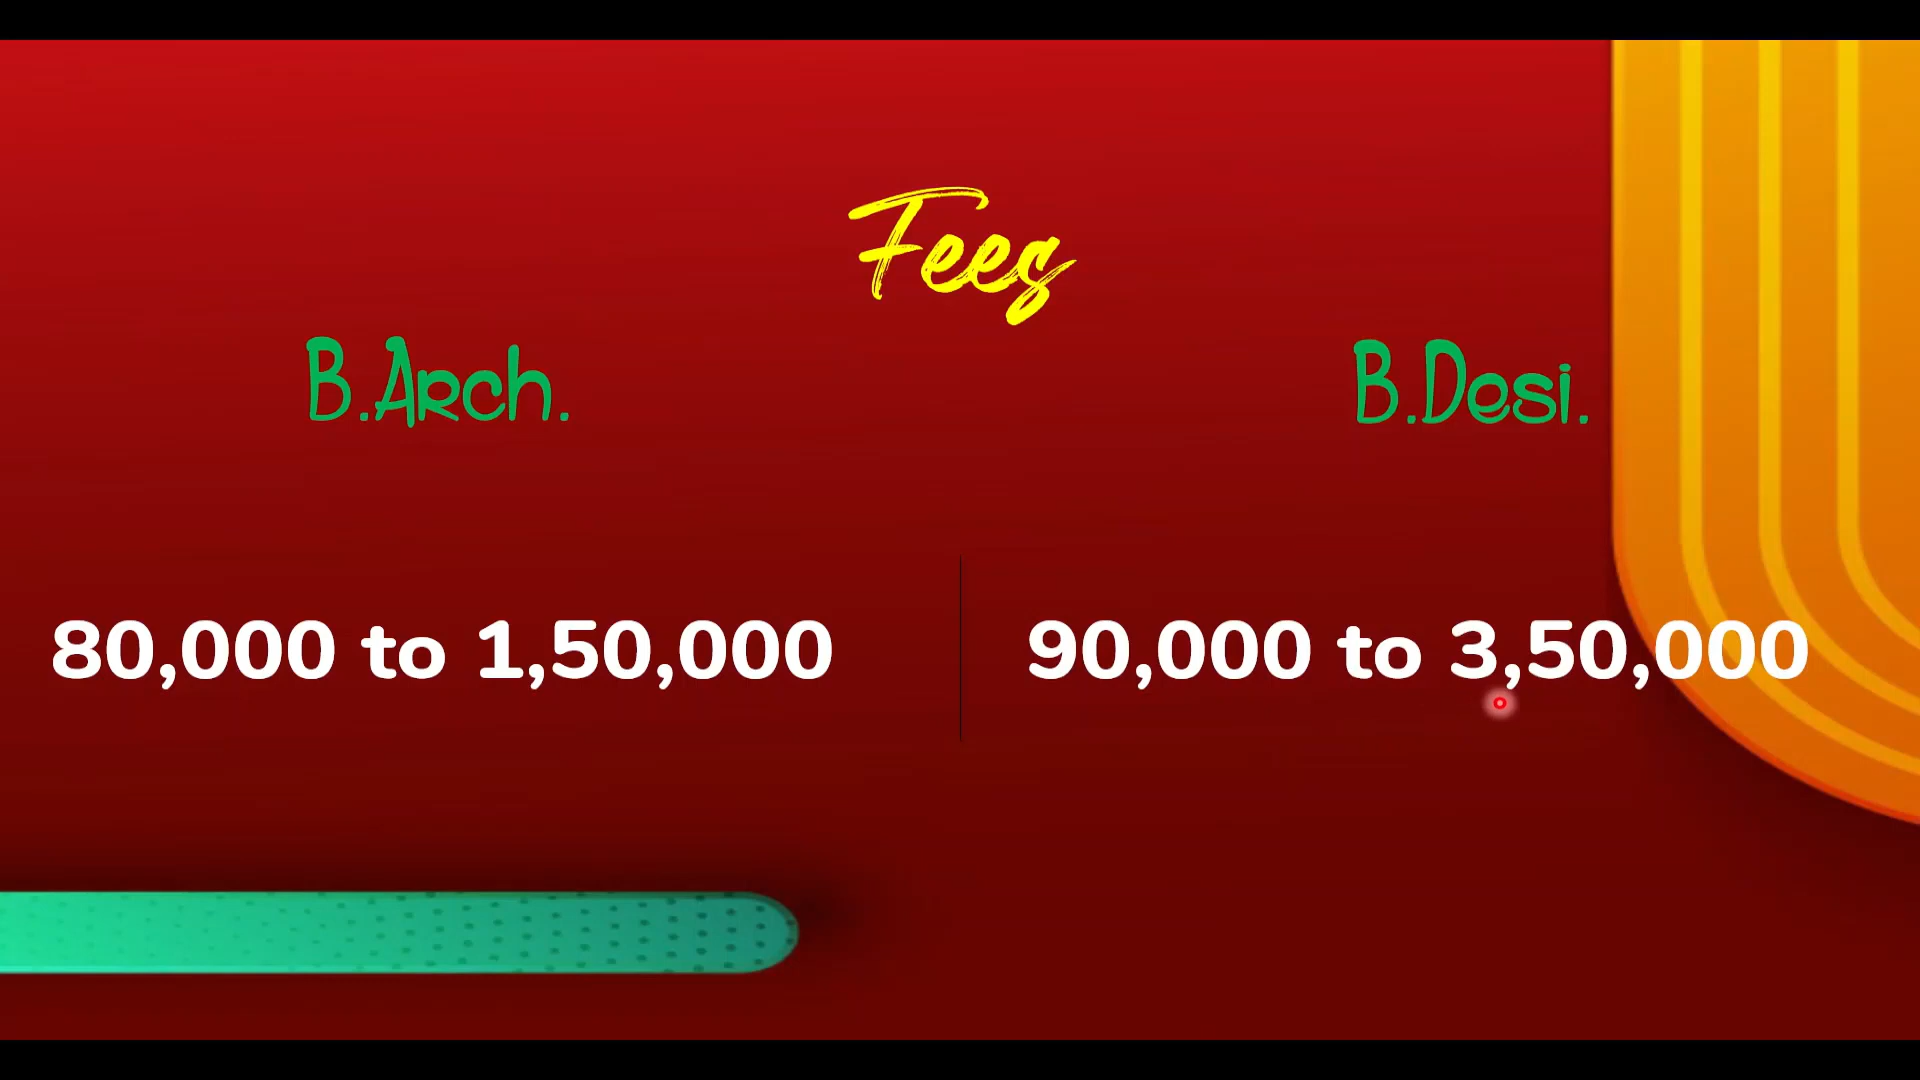 Fees
B.Arch.
B.Desi.
80,000 to 1,50,000
90,000 to 3,50,000